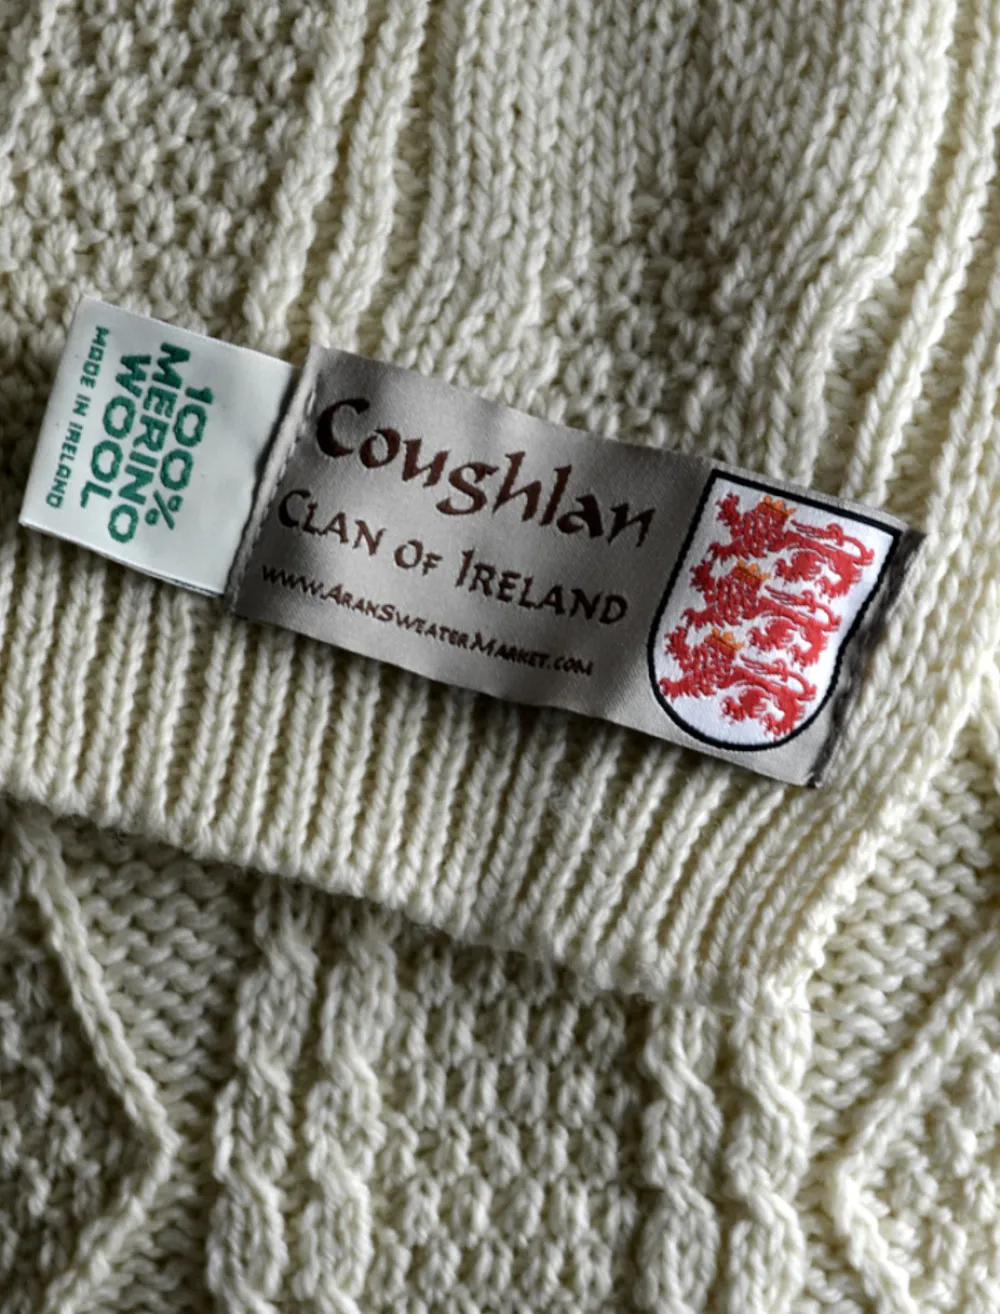 100%
MERINO
WOOL
MADE IN IRELAND
Coughlan
CLAN OF IRELAND
WWW.ARANSWEATERMARKET.COM